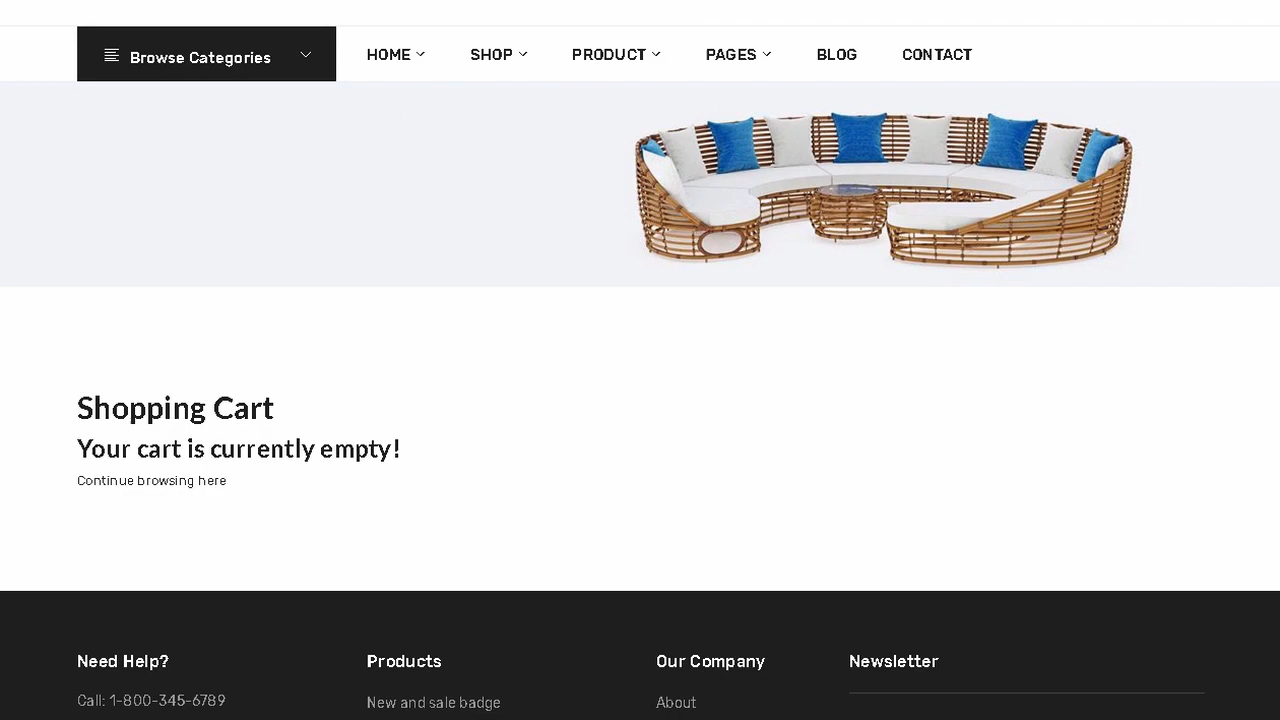 Browse Categories
HOME
SHOP
PRODUCT
PAGES
BLOG
CONTACT
Shopping Cart
Your cart is currently empty!
Continue browsing here
Need Help?
Products
Our Company
Newsletter
Call: 1-800-345-6789
New and sale badge
About